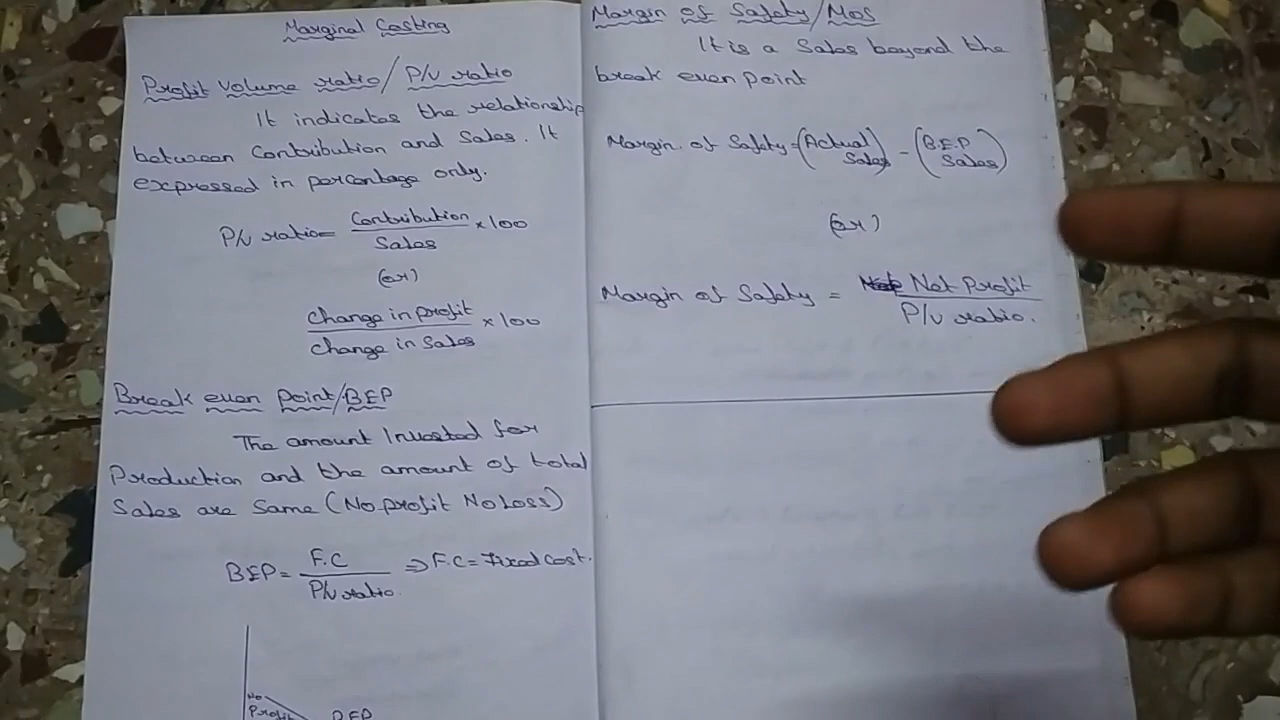 Marginal Costing
Profit Volume ratio/P/V ratio
It indicates the relationship
between Contribution and Sales. It
expressed in percentage only.
P/V ratio= Contribution/Sales × 100
(or)
Change in profit/Change in Sales × 100
Break even Point/BEP
The amount Invested for
Production and the amount of total
Sales are Same (No profit No Loss)
BEP= F.C/P/V ratio. ⇒ F.C= Fixed Cost.
No
Profit BEP
Margin of Safety/MoS
It is a Sales beyond the
break even point
Margin. of Safety=(Actual Sales) - (B.E.P Sales)
(or)
Margin of Safety = Net Profit/P/V ratio.